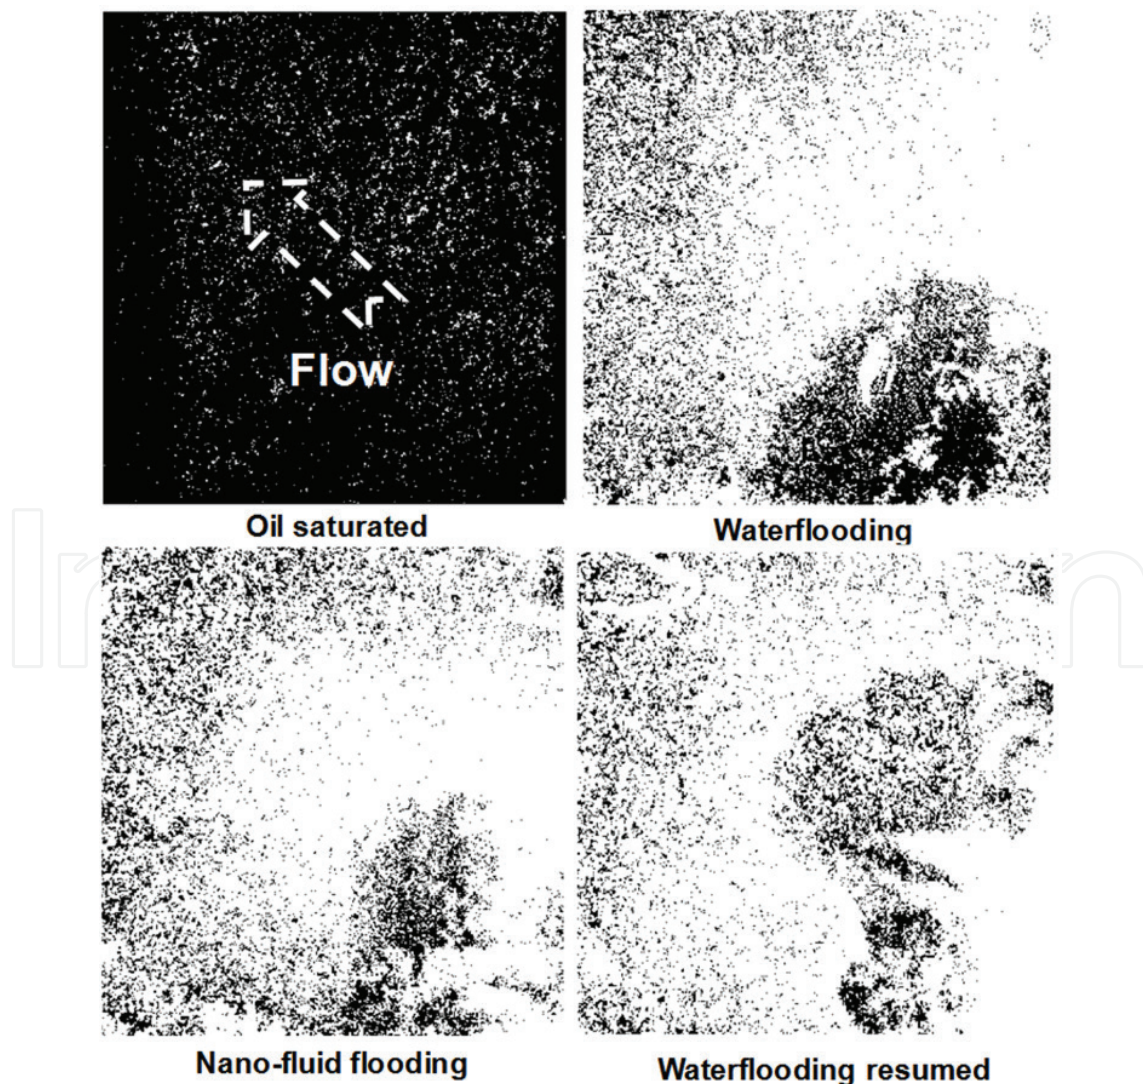 Flow
Oil saturated
Waterflooding
Nano-fluid flooding
Waterflooding resumed